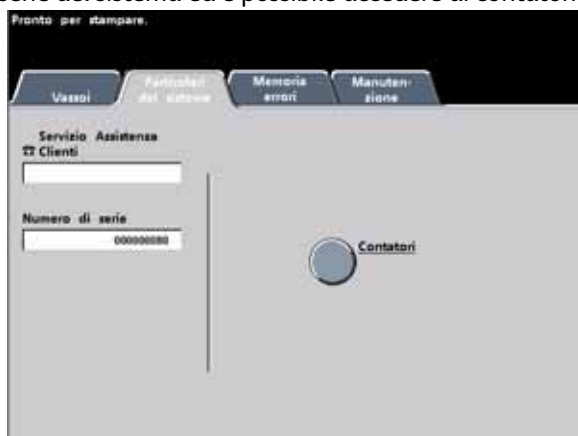 serie del sistema ed è possibile accedere ai contatori
Pronto per stampare.
Vassoi
Particolari
del sistema
Memoria
errori
Manuten-
zione
Servizio Assistenza
☎ Clienti
Numero di serie
000000080
Contatori